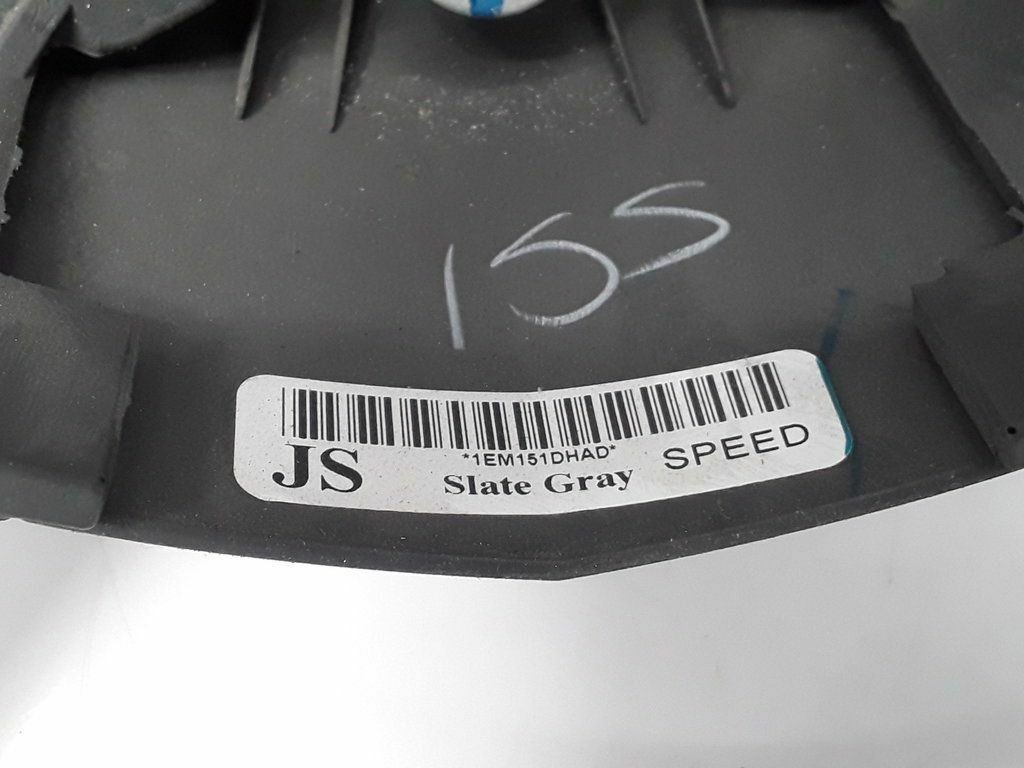 155
*1EM151DHAD*
JS Slate Gray SPEED